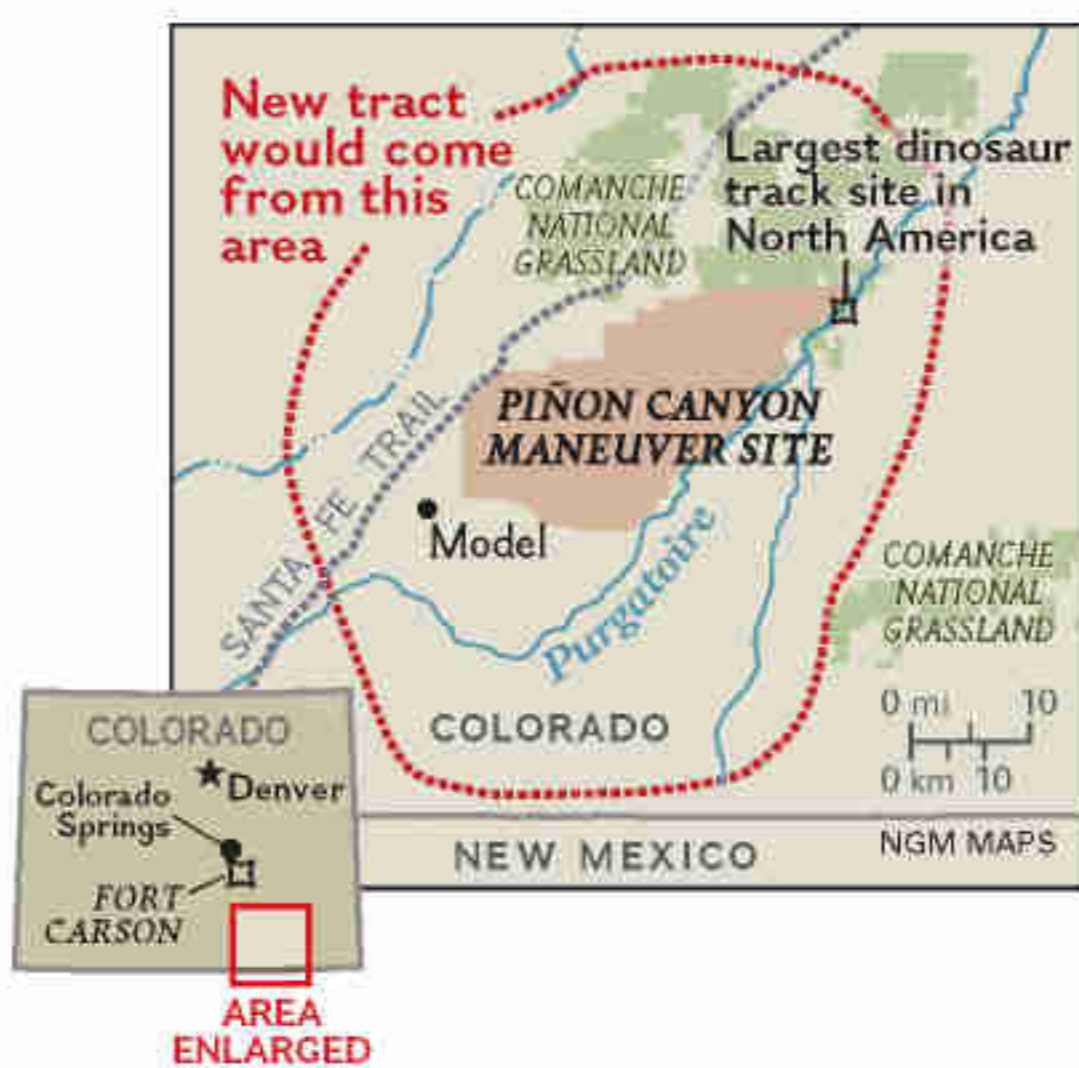 New tract
would come
from this
area
Largest dinosaur
track site in
North America
COMANCHE
NATIONAL
GRASSLAND
PIÑON CANYON
MANEUVER SITE
SANTA FE TRAIL
Model
Purgatoire
COMANCHE
NATIONAL
GRASSLAND
COLORADO
0 mi 10
0 km 10
NEW MEXICO
NGM MAPS
COLORADO
Denver
Colorado
Springs
FORT
CARSON
AREA
ENLARGED